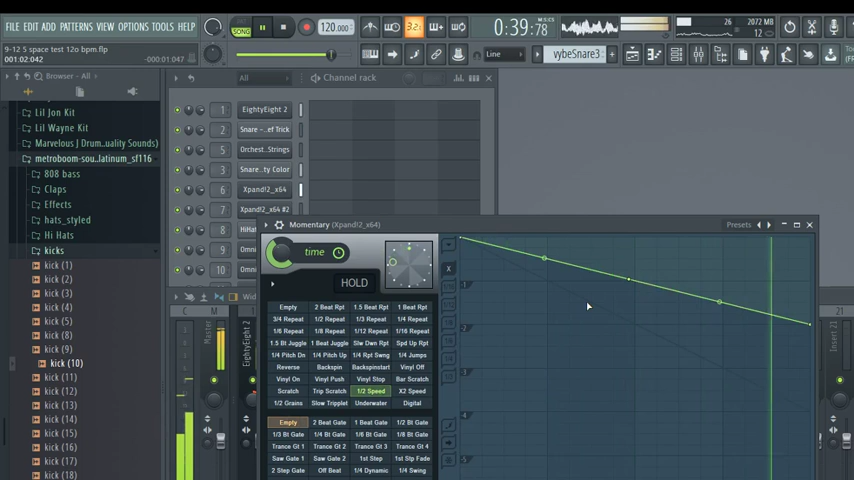 FILE EDIT ADD PATTERNS VIEW OPTIONS TOOLS HELP
PAT
SONG
120.000
3.2.
0:39:78
M:S:CS
26
2072 MB
12
9-12 5 space test 12o bpm.flp
001:02:042
-000:01:047
Line
vybeSnare3
Browser - All
All
Channel rack
Lil Jon Kit
Lil Wayne Kit
Marvelous J Drum...uality Sounds)
metroboom-sou..latinum_sf116
808 bass
Claps
Effects
hats_styled
Hi Hats
kicks
kick (1)
kick (2)
kick (3)
kick (4)
kick (5)
kick (8)
kick (9)
kick (10)
kick (11)
kick (12)
kick (13)
kick (14)
kick (15)
kick (16)
kick (17)
kick (18)
1 EightyEight 2
2 Snare -..ef Trick
5 Orchest..Strings
3 Snare...ty Color
6 Xpand!2_x64
7 Xpand!2_x64 #2
8
9
10
Momentary (Xpand!2_x64)
Presets
time
HOLD
Empty 2 Beat Rpt 1.5 Beat Rpt 1 Beat Rpt
3/4 Repeat 1/2 Repeat 1/3 Repeat 1/4 Repeat
1/6 Repeat 1/8 Repeat 1/12 Repeat 1/16 Repeat
1.5 Bt Juggle 1 Beat Juggle Slw Dwn Rpt Spd Up Rpt
1/4 Pitch Dn 1/4 Pitch Up 1/4 Rpt Swng 1/4 Jumps
Reverse Backspin Backspinstart Vinyl Off
Vinyl On Vinyl Push Vinyl Stop Bar Scratch
Scratch Trip Scratch 1/2 Speed X2 Speed
1/2 Grains Slow Triplet Underwater Digital
Empty 2 Beat Gate 1 Beat Gate 1/2 Gate
1/3 Bt Gate 1/4 Bt Gate 1/6 Bt Gate 1/8 Bt Gate
Trance Gt 1 Trance Gt 2 Trance Gt 3 Trance Gt 4
Saw Gate 1 Saw Gate 2 1st Step 1st Stp Fade
2 Step Gate Off Beat 1/4 Dynamic 1/4 Swing
X
1
2
3
4
5
C M
Master
EightyEight 2
Insert 21
21